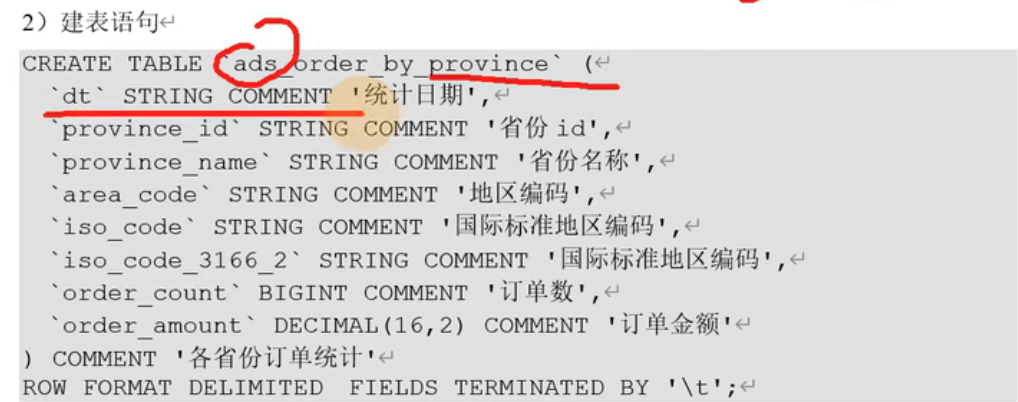 2）建表语句
CREATE TABLE `ads_order_by_province` (
`dt` STRING COMMENT '统计日期',
`province_id` STRING COMMENT '省份 id',
`province_name` STRING COMMENT '省份名称',
`area_code` STRING COMMENT '地区编码',
`iso_code` STRING COMMENT '国际标准地区编码',
`iso_code_3166_2` STRING COMMENT '国际标准地区编码',
`order_count` BIGINT COMMENT '订单数',
`order_amount` DECIMAL(16,2) COMMENT '订单金额'
) COMMENT '各省份订单统计'
ROW FORMAT DELIMITED  FIELDS TERMINATED BY '\t';